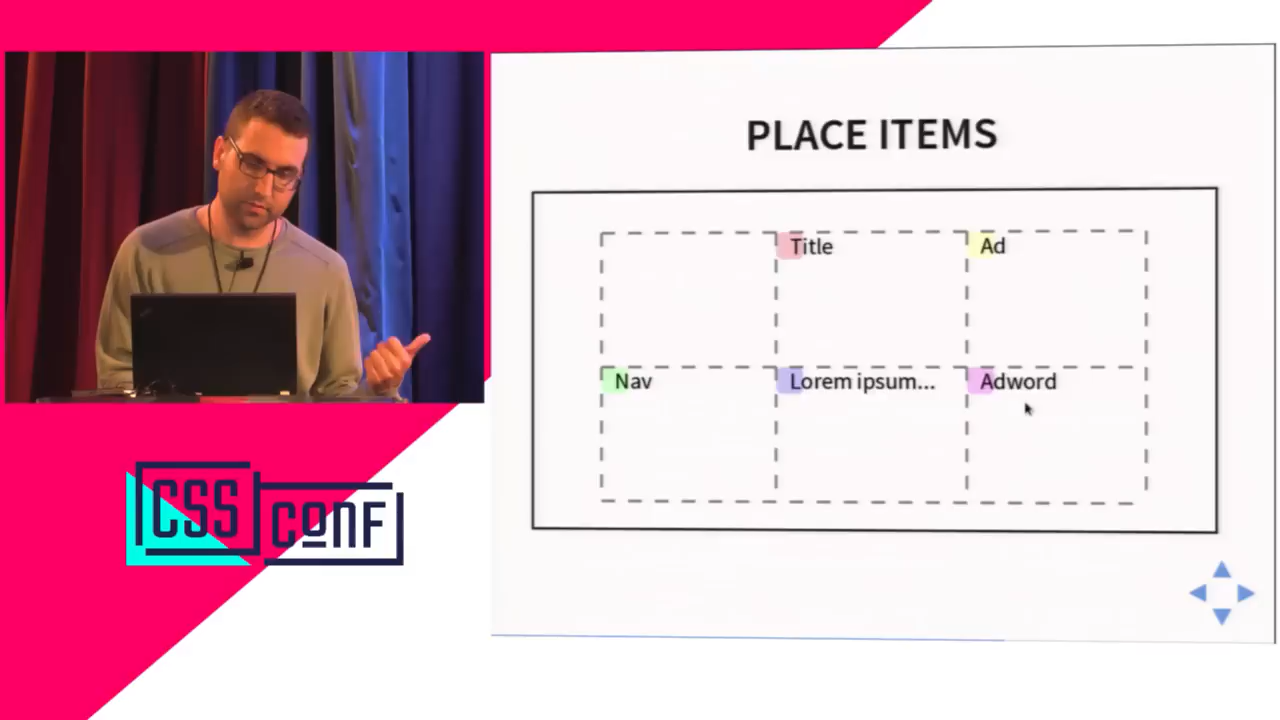 PLACE ITEMS
Title
Ad
Nav
Lorem ipsum...
Adword
CSS
CONF